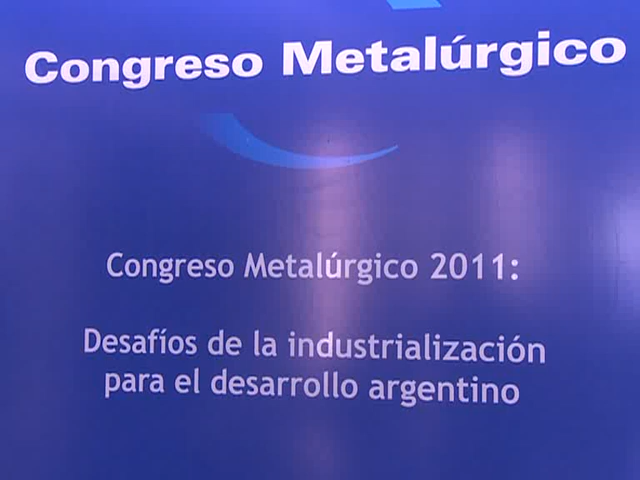 Congreso Metalúrgico
Congreso Metalúrgico 2011:
Desafíos de la industrialización
para el desarrollo argentino